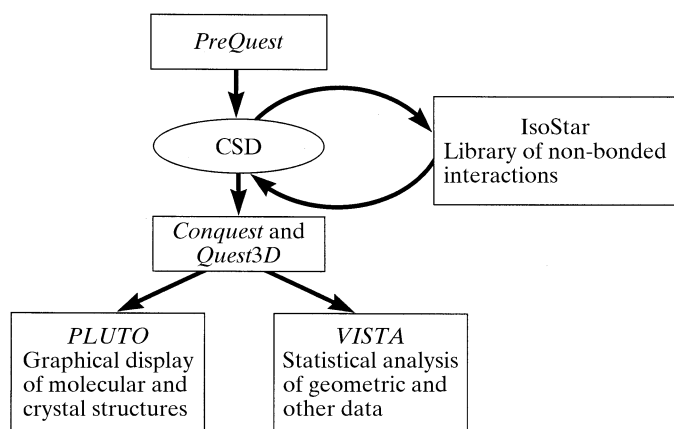 PreQuest
CSD
IsoStar
Library of non-bonded
interactions
Conquest and
Quest3D
PLUTO
Graphical display
of molecular and
crystal structures
VISTA
Statistical analysis
of geometric and
other data